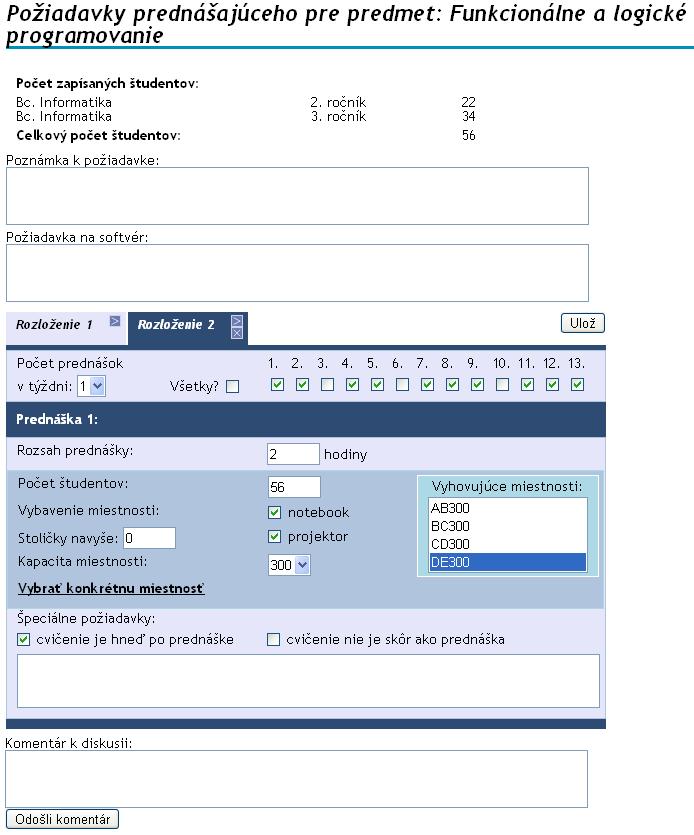 Požiadavky prednášajúceho pre predmet: Funkcionálne a logické
programovanie
Počet zapísaných študentov:
Bc. Informatika 2. ročník 22
Bc. Informatika 3. ročník 34
Celkový počet študentov: 56
Poznámka k požiadavke:
Požiadavka na softvér:
Rozloženie 1 > Rozloženie 2 > x Ulož
Počet prednášok 1. 2. 3. 4. 5. 6. 7. 8. 9. 10. 11. 12. 13.
v týždni: 1 Všetky?
Prednáška 1:
Rozsah prednášky: 2 hodiny
Počet študentov: 56 Vyhovujúce miestnosti:
Vybavenie miestnosti: notebook AB300
Stoličky navyše: 0 projektor BC300
Kapacita miestnosti: 300 CD300
DE300
Vybrať konkrétnu miestnosť
Špeciálne požiadavky:
cvičenie je hneď po prednáške cvičenie nie je skôr ako prednáška
Komentár k diskusii:
Odošli komentár